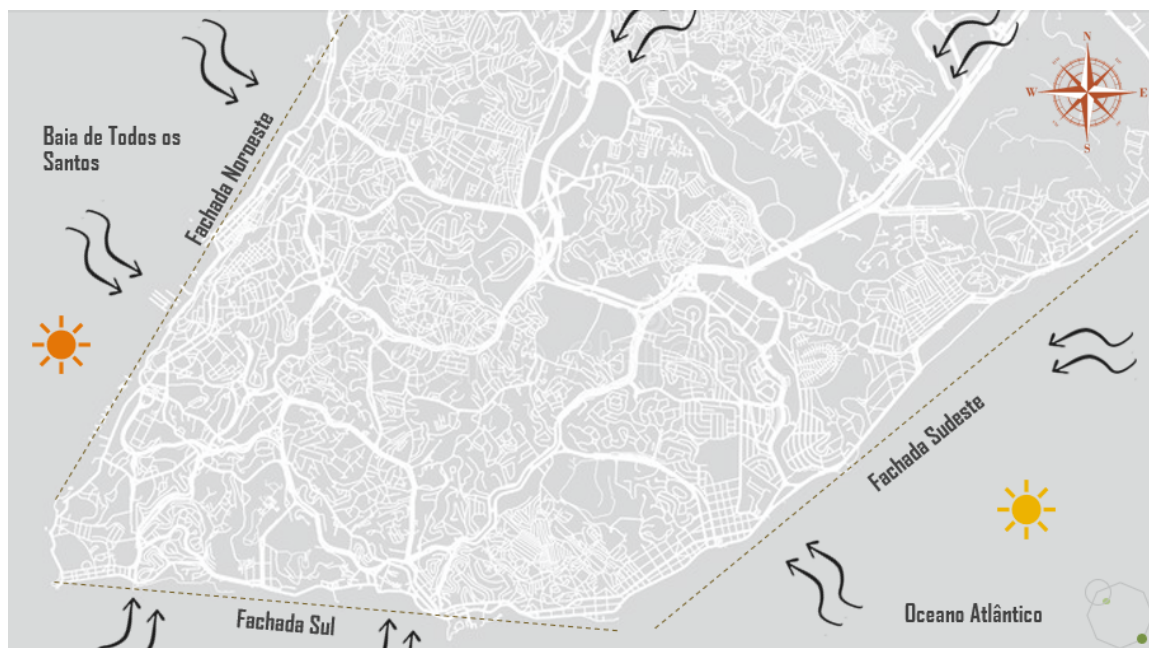 N
W
E
S
Baia de Todos os
Santos
Fachada Noroeste
Fachada Sudeste
Oceano Atlântico
Fachada Sul